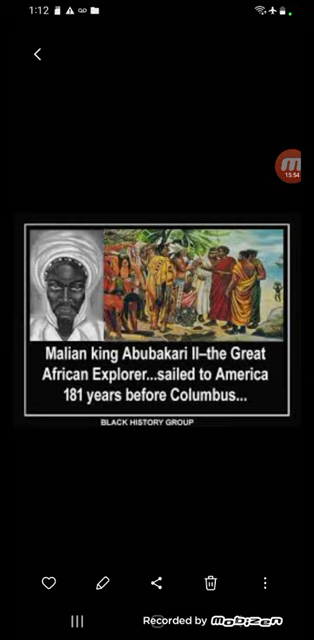 1:12
15:54
Malian king Abubakari II–the Great
African Explorer...sailed to America
181 years before Columbus...
BLACK HISTORY GROUP
Recorded by mobizen